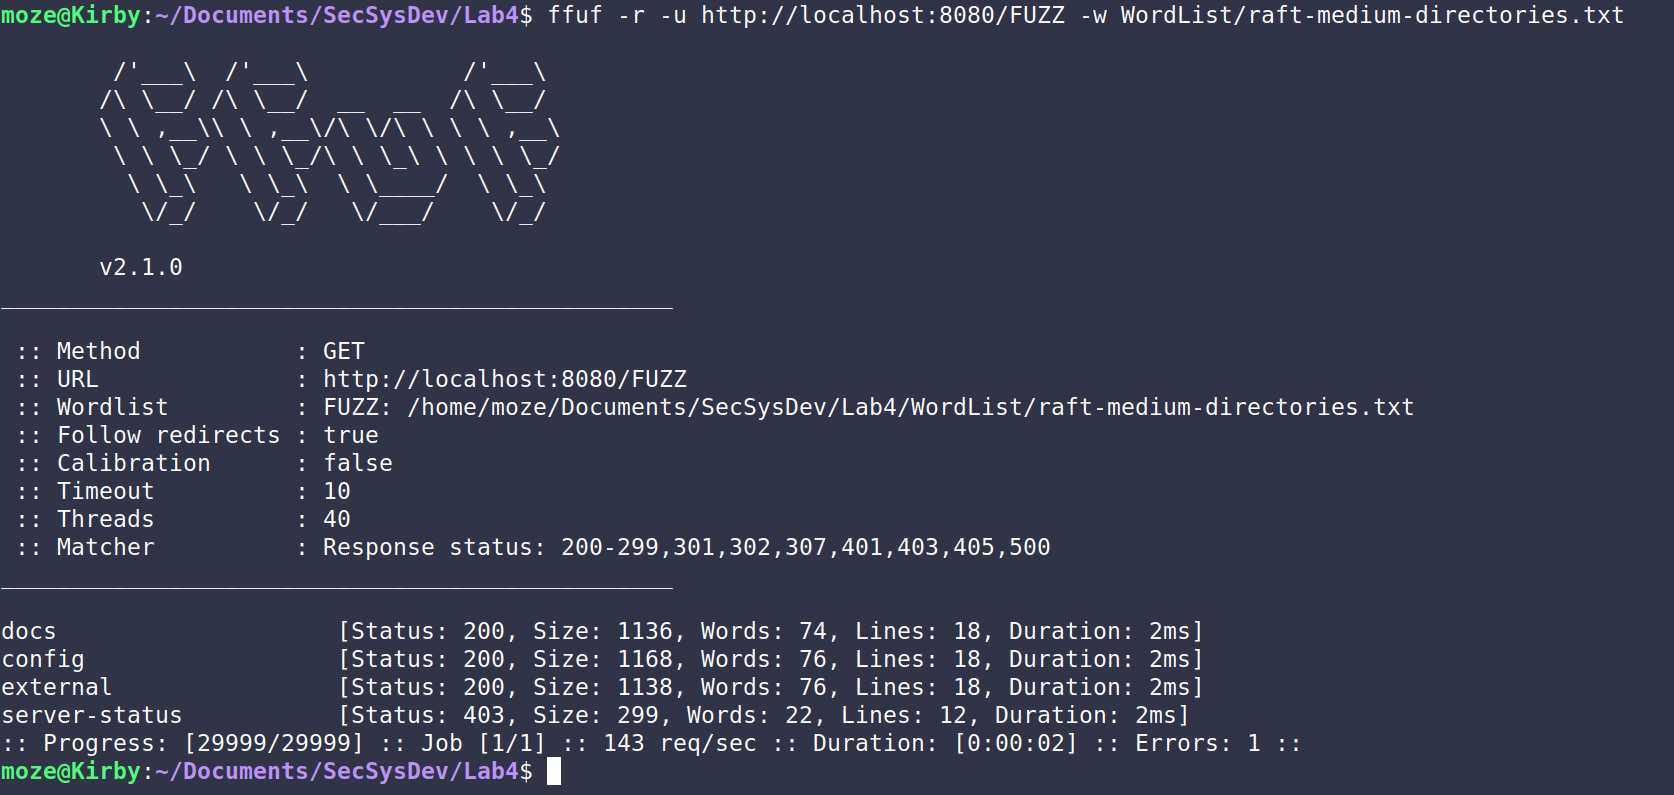 moze@Kirby:~/Documents/SecSysDev/Lab4$ ffuf -r -u http://localhost:8080/FUZZ -w WordList/raft-medium-directories.txt

        /'___\  /'___\           /'___\
       /\ \__/ /\ \__/  __  __  /\ \__/
       \ \ ,__\\ \ ,__\/\ \/\ \ \ \ ,__\
        \ \ \_/ \ \ \_/\ \ \_\ \ \ \ \_/
         \ \_\   \ \_\  \ \____/  \ \_\
          \/_/    \/_/   \/___/    \/_/

       v2.1.0
________________________________________________

 :: Method           : GET
 :: URL              : http://localhost:8080/FUZZ
 :: Wordlist         : FUZZ: /home/moze/Documents/SecSysDev/Lab4/WordList/raft-medium-directories.txt
 :: Follow redirects : true
 :: Calibration      : false
 :: Timeout          : 10
 :: Threads          : 40
 :: Matcher          : Response status: 200-299,301,302,307,401,403,405,500
________________________________________________

docs                    [Status: 200, Size: 1136, Words: 74, Lines: 18, Duration: 2ms]
config                  [Status: 200, Size: 1168, Words: 76, Lines: 18, Duration: 2ms]
external                [Status: 200, Size: 1138, Words: 76, Lines: 18, Duration: 2ms]
server-status           [Status: 403, Size: 299, Words: 22, Lines: 12, Duration: 2ms]
:: Progress: [29999/29999] :: Job [1/1] :: 143 req/sec :: Duration: [0:00:02] :: Errors: 1 ::
moze@Kirby:~/Documents/SecSysDev/Lab4$